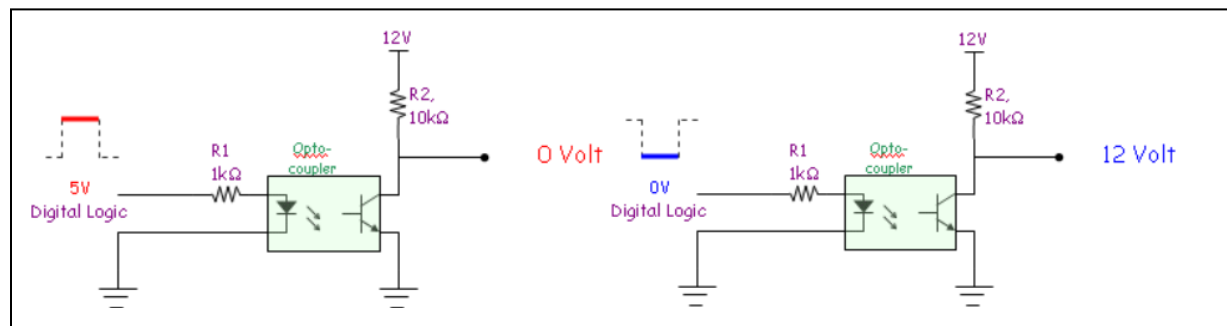 12V
R2,
10kΩ
R1
1kΩ
Opto-
coupler
0 Volt
5V
Digital Logic
12V
R2,
10kΩ
R1
1kΩ
Opto-
coupler
12 Volt
0V
Digital Logic